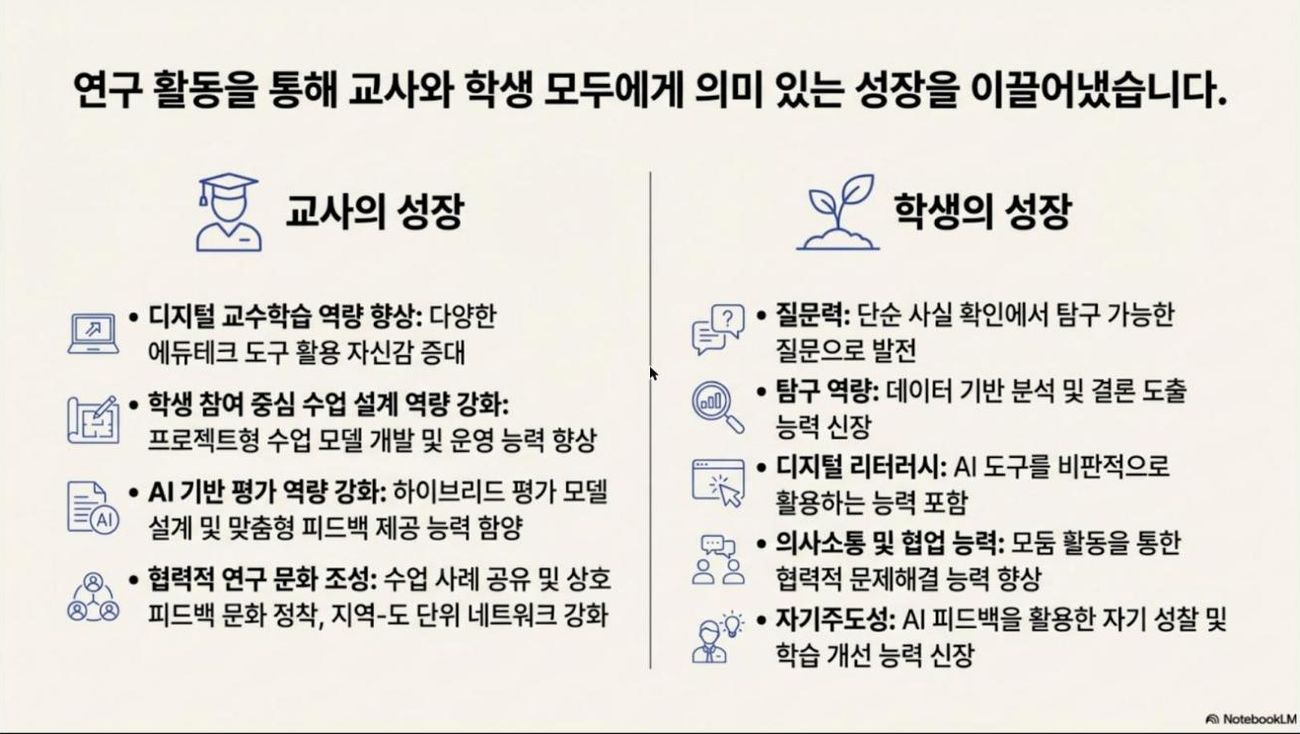 연구 활동을 통해 교사와 학생 모두에게 의미 있는 성장을 이끌어냈습니다.
교사의 성장
• 디지털 교수학습 역량 향상: 다양한
에듀테크 도구 활용 자신감 증대
• 학생 참여 중심 수업 설계 역량 강화:
프로젝트형 수업 모델 개발 및 운영 능력 향상
AI
• AI 기반 평가 역량 강화: 하이브리드 평가 모델
설계 및 맞춤형 피드백 제공 능력 함양
• 협력적 연구 문화 조성: 수업 사례 공유 및 상호
피드백 문화 정착, 지역-도 단위 네트워크 강화
학생의 성장
?
• 질문력: 단순 사실 확인에서 탐구 가능한
질문으로 발전
• 탐구 역량: 데이터 기반 분석 및 결론 도출
능력 신장
• 디지털 리터러시: AI 도구를 비판적으로
활용하는 능력 포함
• 의사소통 및 협업 능력: 모둠 활동을 통한
협력적 문제해결 능력 향상
• 자기주도성: AI 피드백을 활용한 자기 성찰 및
학습 개선 능력 신장
NotebookLM